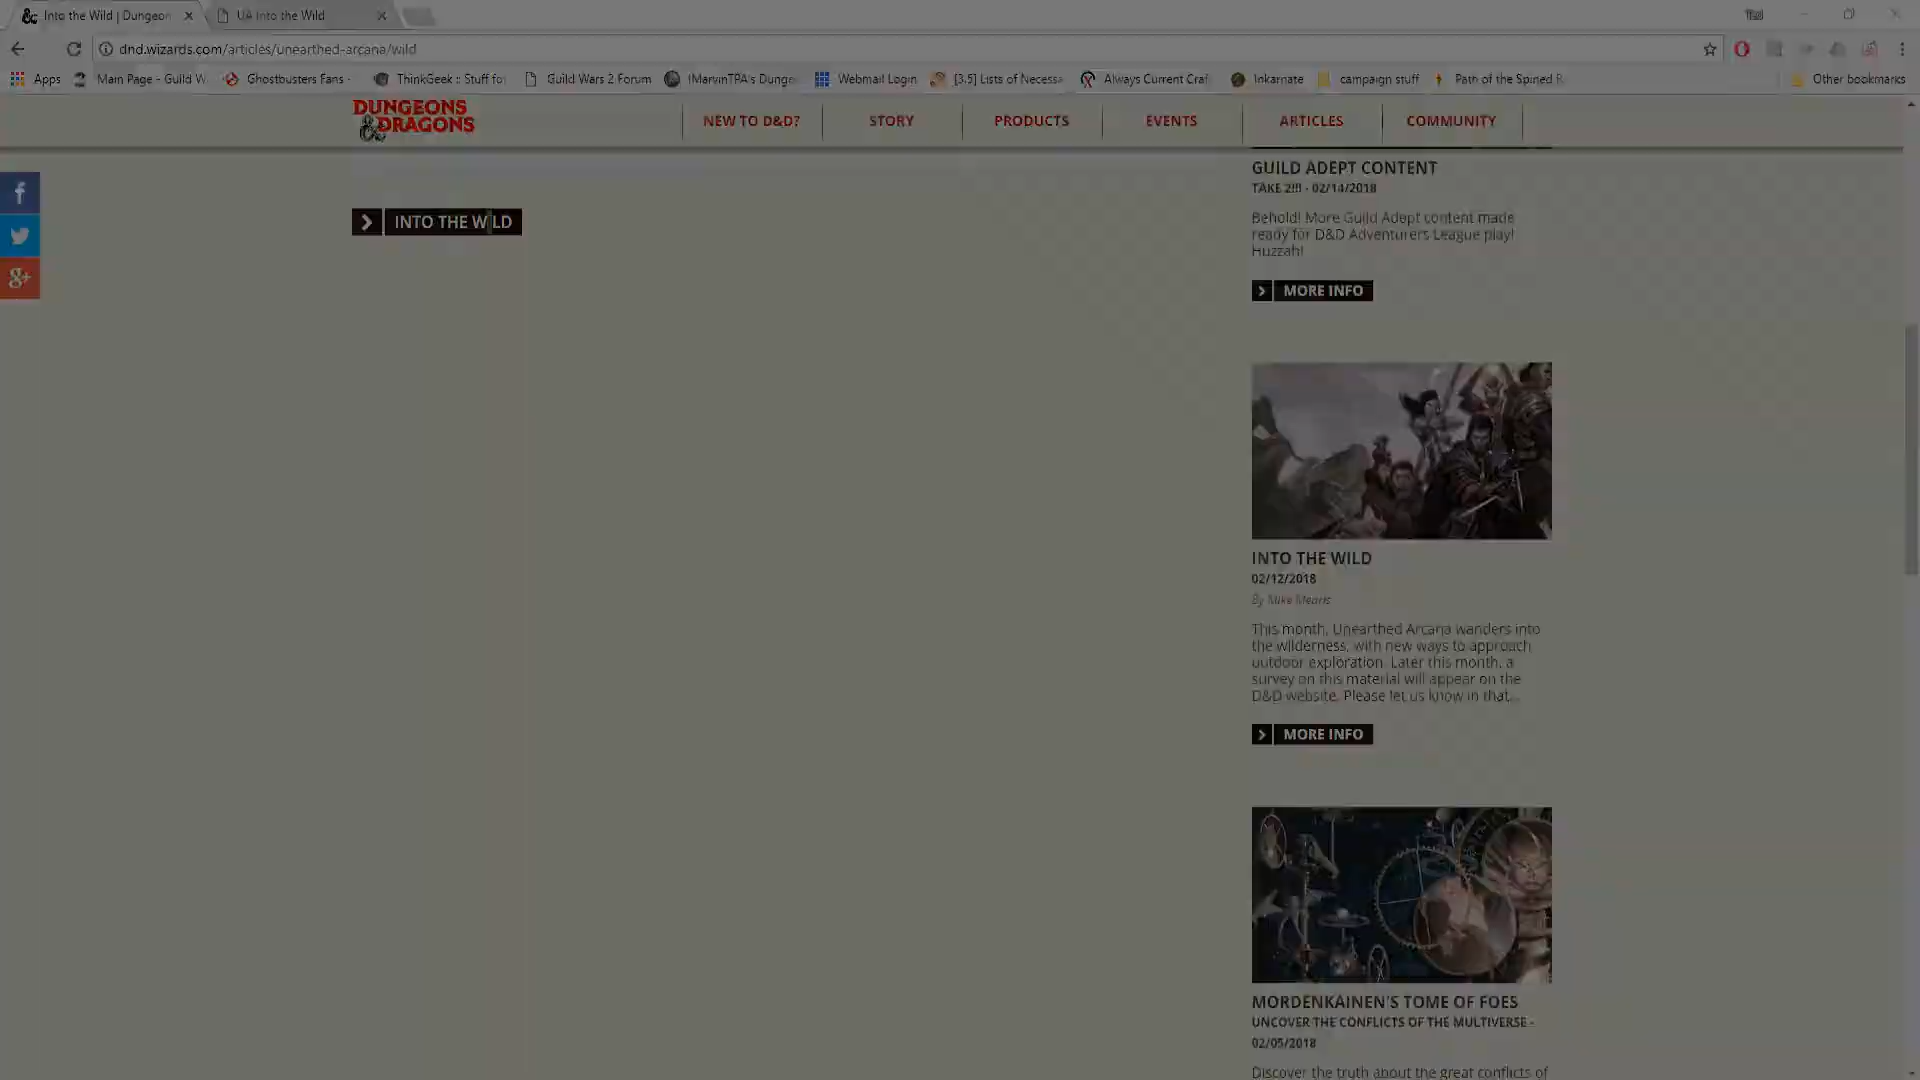 Into the Wild | Dungeon
UA Into the Wild
dnd.wizards.com/articles/unearthed-arcana/wild
Apps
Main Page - Guild W
Ghostbusters Fans -
ThinkGeek :: Stuff fo
Guild Wars 2 Forum
!MarvinTPA's Dunge
Webmail Login
[3.5] Lists of Necessa
Always Current Craf
Inkarnate
campaign stuff
Path of the Spined R
Other bookmarks
DUNGEONS
& DRAGONS
NEW TO D&D?
STORY
PRODUCTS
EVENTS
ARTICLES
COMMUNITY
f
g+
INTO THE WILD
GUILD ADEPT CONTENT
TAKE 2!!! - 02/14/2018
Behold! More Guild Adept content made
ready for D&D Adventurers League play!
Huzzah!
MORE INFO
INTO THE WILD
02/12/2018
By Mike Mearls
This month, Unearthed Arcana wanders into
the wilderness, with new ways to approach
outdoor exploration. Later this month, a
survey on this material will appear on the
D&D website. Please let us know in that...
MORE INFO
MORDENKAINEN'S TOME OF FOES
UNCOVER THE CONFLICTS OF THE MULTIVERSE -
02/05/2018
Discover the truth about the great conflicts of